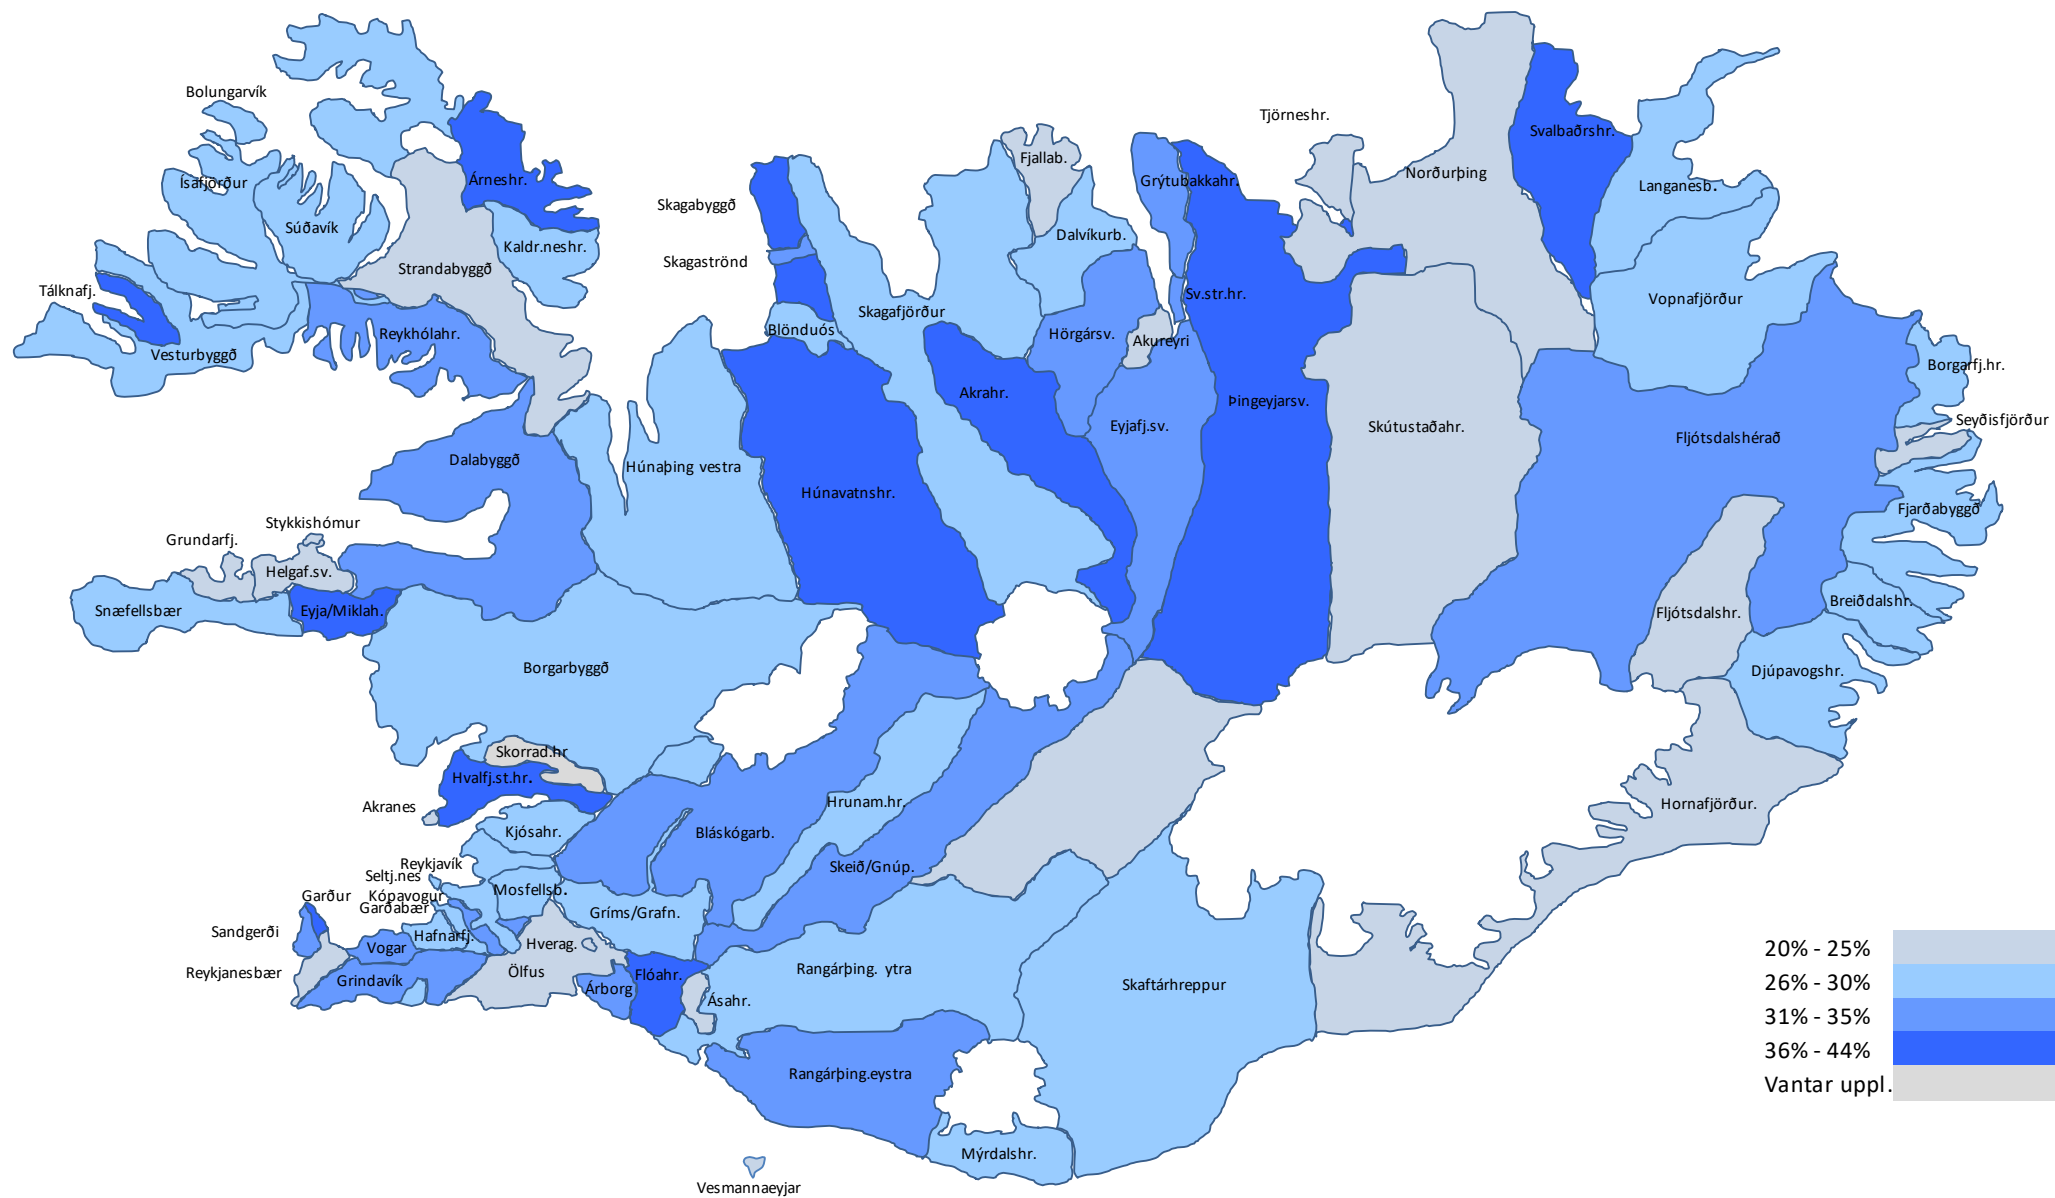 Bolungarvík
Ísafjörður
Súðavík
Árneshr.
Kaldr.neshr.
Strandabyggð
Tálknafj.
Vesturbyggð
Reykhólahr.
Dalabyggð
Stykkishómur
Grundarfj.
Helgaf.sv.
Snæfellsbær
Eyja/Miklah.
Borgarbyggð
Skorrad.hr
Hvalfj.st.hr.
Akranes
Kjósahr.
Reykjavík
Seltj.nes
Mosfellsb.
Kópavogur
Garðabær
Garður
Sandgerði
Hafnarfj.
Vogar
Reykjanesbær
Grindavík
Hverag.
Ölfus
Árborg
Flóahr.
Ásahr.
Gríms/Grafn.
Bláskógarb.
Hrunam.hr.
Skeið/Gnúp.
Rangárþing. ytra
Rangárþing.eystra
Mýrdalshr.
Vesmannaeyjar
Skaftárhreppur
Hornafjörður.
Djúpavogshr.
Breiðdalshr.
Fljótsdalshr.
Fjarðabyggð
Seyðisfjörður
Borgarfj.hr.
Fljótsdalshérað
Vopnafjörður
Langanesb.
Svalbaðrshr.
Norðurþing
Tjörneshr.
Skútustaðahr.
Þingeyjarsv.
Sv.str.hr.
Grýtubakkahr.
Akureyri
Eyjafj.sv.
Hörgársv.
Dalvíkurb.
Fjallab.
Skagafjörður
Akrahr.
Skagabyggð
Skagaströnd
Blönduós
Húnavatnshr.
Húnaþing vestra
20% - 25%
26% - 30%
31% - 35%
36% - 44%
Vantar uppl.